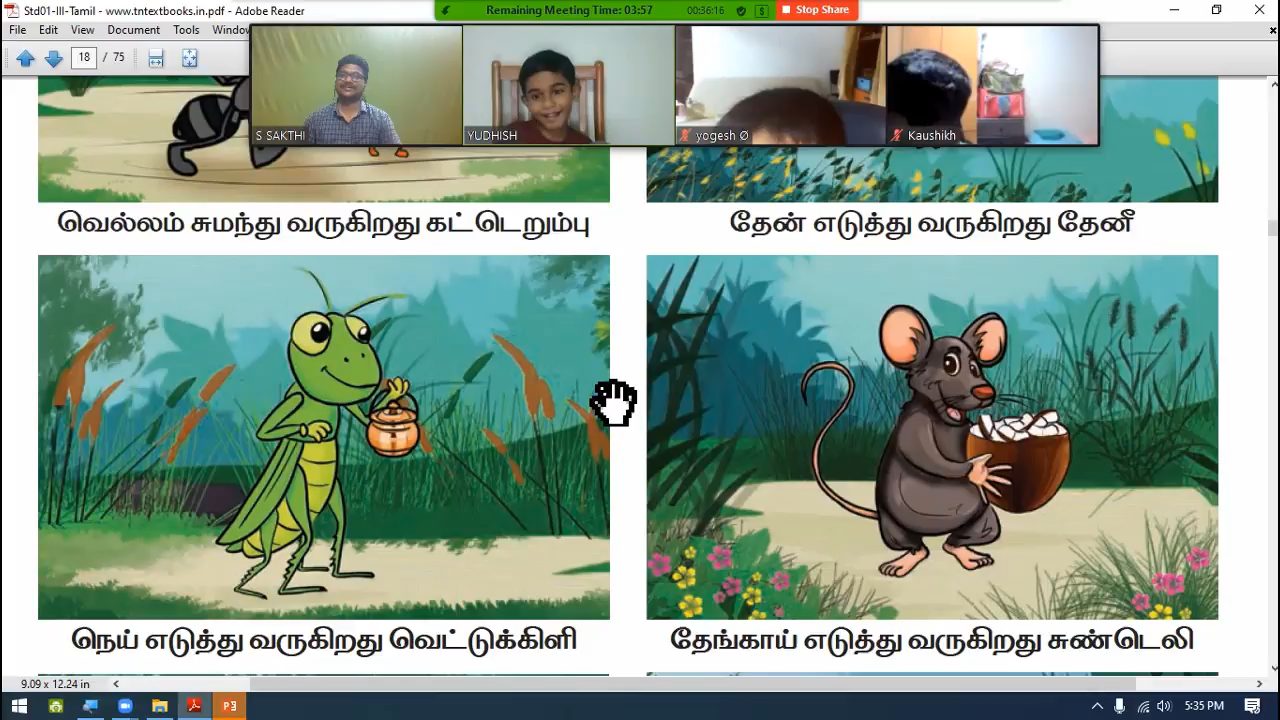 Std01-III-Tamil - www.tntextbooks.in.pdf - Adobe Reader
Remaining Meeting Time: 03:57
00:36:16
Stop Share
File Edit View Document Tools Window
18 / 75
S SAKTHI
YUDHISH
yogesh Ø
Kaushikh
வெல்லம் சுமந்து வருகிறது கட்டெறும்பு
தேன் எடுத்து வருகிறது தேனீ
நெய் எடுத்து வருகிறது வெட்டுக்கிளி
தேங்காய் எடுத்து வருகிறது சுண்டெலி
9.09 x 12.24 in
5:35 PM